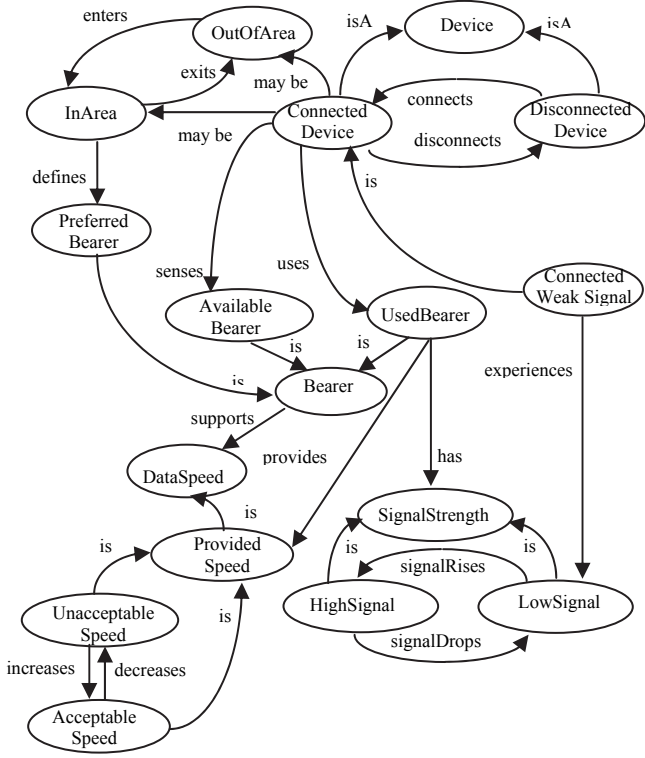 enters
OutOfArea
isA
Device
isA
exits
may be
InArea
may be
Connected
Device
connects
disconnects
Disconnected
Device
defines
is
Preferred
Bearer
senses
uses
Available
Bearer
UsedBearer
Connected
Weak Signal
is
is
is
Bearer
experiences
supports
provides
has
DataSpeed
is
SignalStrength
is
Provided
Speed
is
is
signalRises
Unacceptable
Speed
is
HighSignal
LowSignal
signalDrops
increases
decreases
Acceptable
Speed